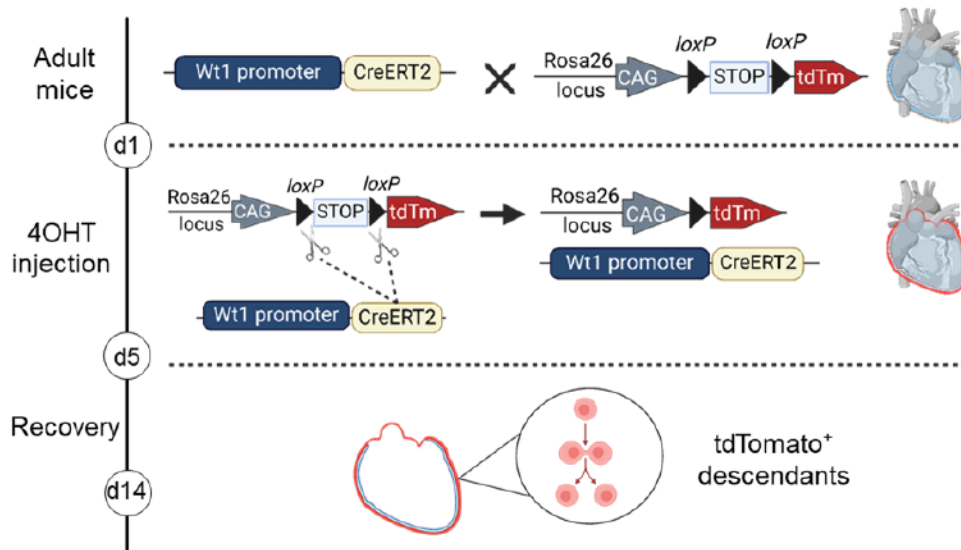 Adult
mice
Wt1 promoter CreERT2
Rosa26
locus
CAG
loxP
STOP
loxP
tdTm
d1
4OHT
injection
Rosa26
locus
CAG
loxP
STOP
loxP
tdTm
Wt1 promoter CreERT2
Rosa26
locus
CAG
tdTm
Wt1 promoter CreERT2
d5
Recovery
tdTomato⁺
descendants
d14